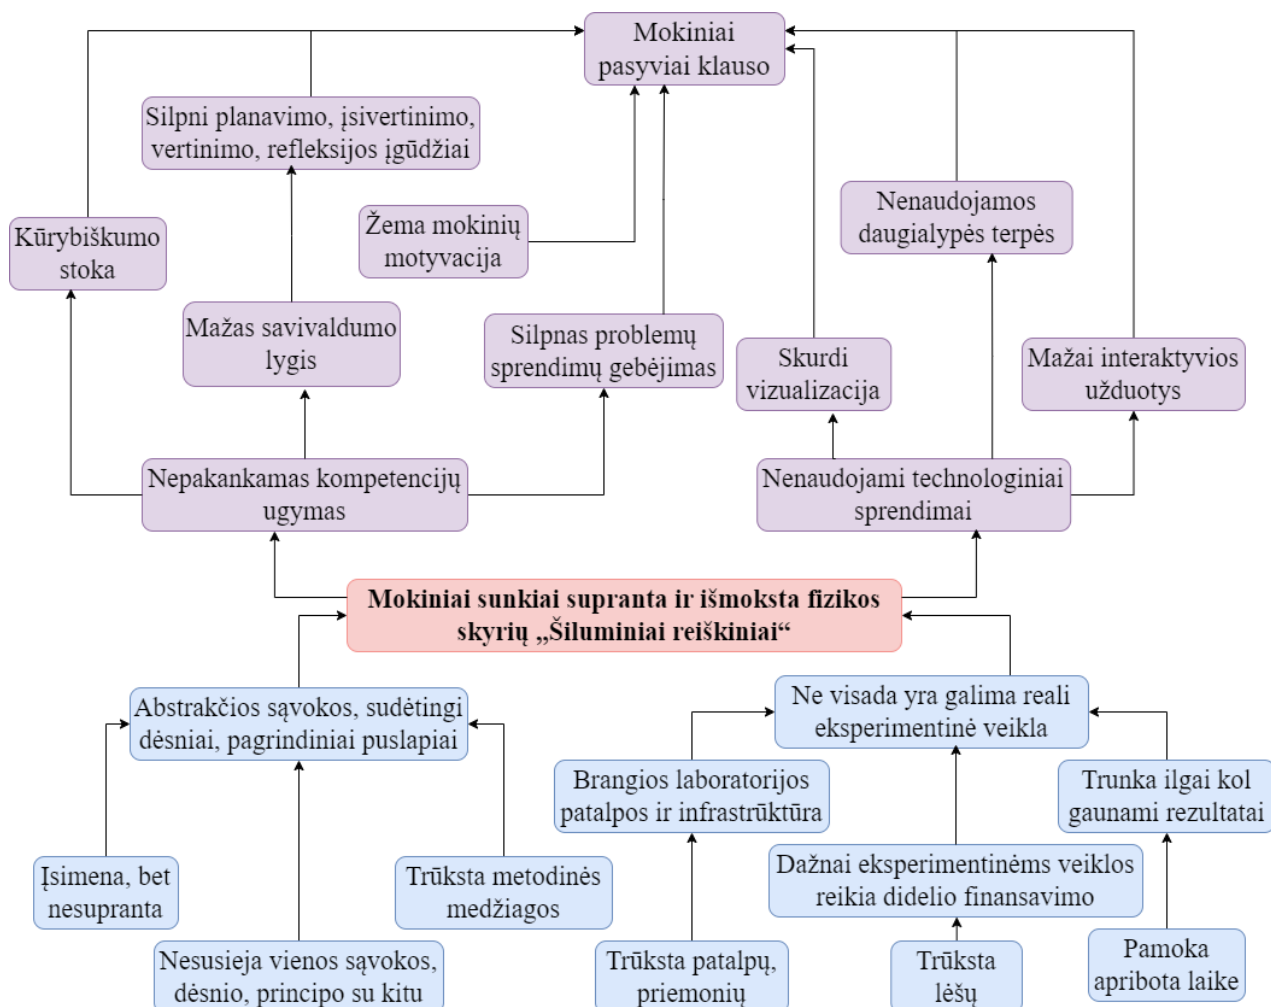 Mokiniai
pasyviai klauso
Silpni planavimo, įsivertinimo,
vertinimo, refleksijos įgūdžiai
Kūrybiškumo
stoka
Žema mokinių
motyvacija
Nenaudojamos
daugialypės terpės
Mažas savivaldumo
lygis
Silpnas problemų
sprendimų gebėjimas
Skurdi
vizualizacija
Mažai interaktyvios
užduotys
Nepakankamas kompetencijų
ugymas
Nenaudojami technologiniai
sprendimai
Mokiniai sunkiai supranta ir išmoksta fizikos
skyrių „Šiluminiai reiškiniai“
Abstrakčios sąvokos, sudėtingi
dėsniai, pagrindiniai puslapiai
Ne visada yra galima reali
eksperimentinė veikla
Brangios laboratorijos
patalpos ir infrastrūktūra
Trunka ilgai kol
gaunami rezultatai
Įsimena, bet
nesupranta
Trūksta metodinės
medžiagos
Dažnai eksperimentinėms veiklos
reikia didelio finansavimo
Nesusieja vienos sąvokos,
dėsnio, principo su kitu
Trūksta patalpų,
priemonių
Trūksta
lėšų
Pamoka
apribota laike